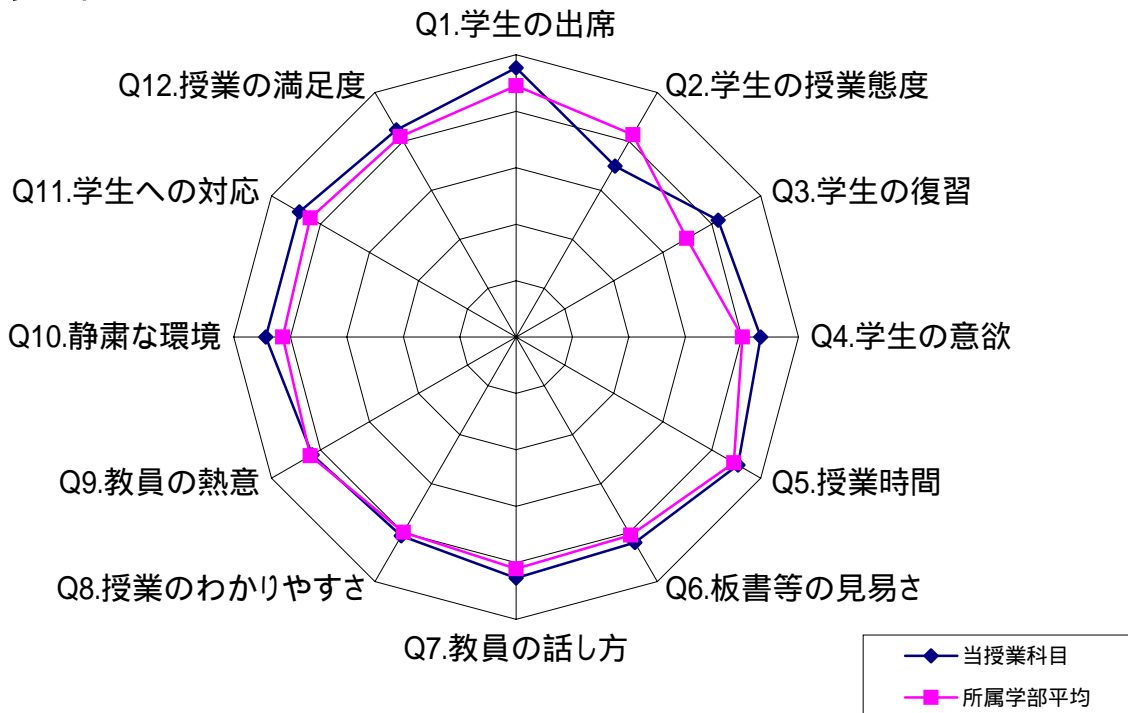 Q1.学生の出席
Q2.学生の授業態度
Q3.学生の復習
Q4.学生の意欲
Q5.授業時間
Q6.板書等の見易さ
Q7.教員の話し方
Q8.授業のわかりやすさ
Q9.教員の熱意
Q10.静粛な環境
Q11.学生への対応
Q12.授業の満足度
当授業科目
所属学部平均